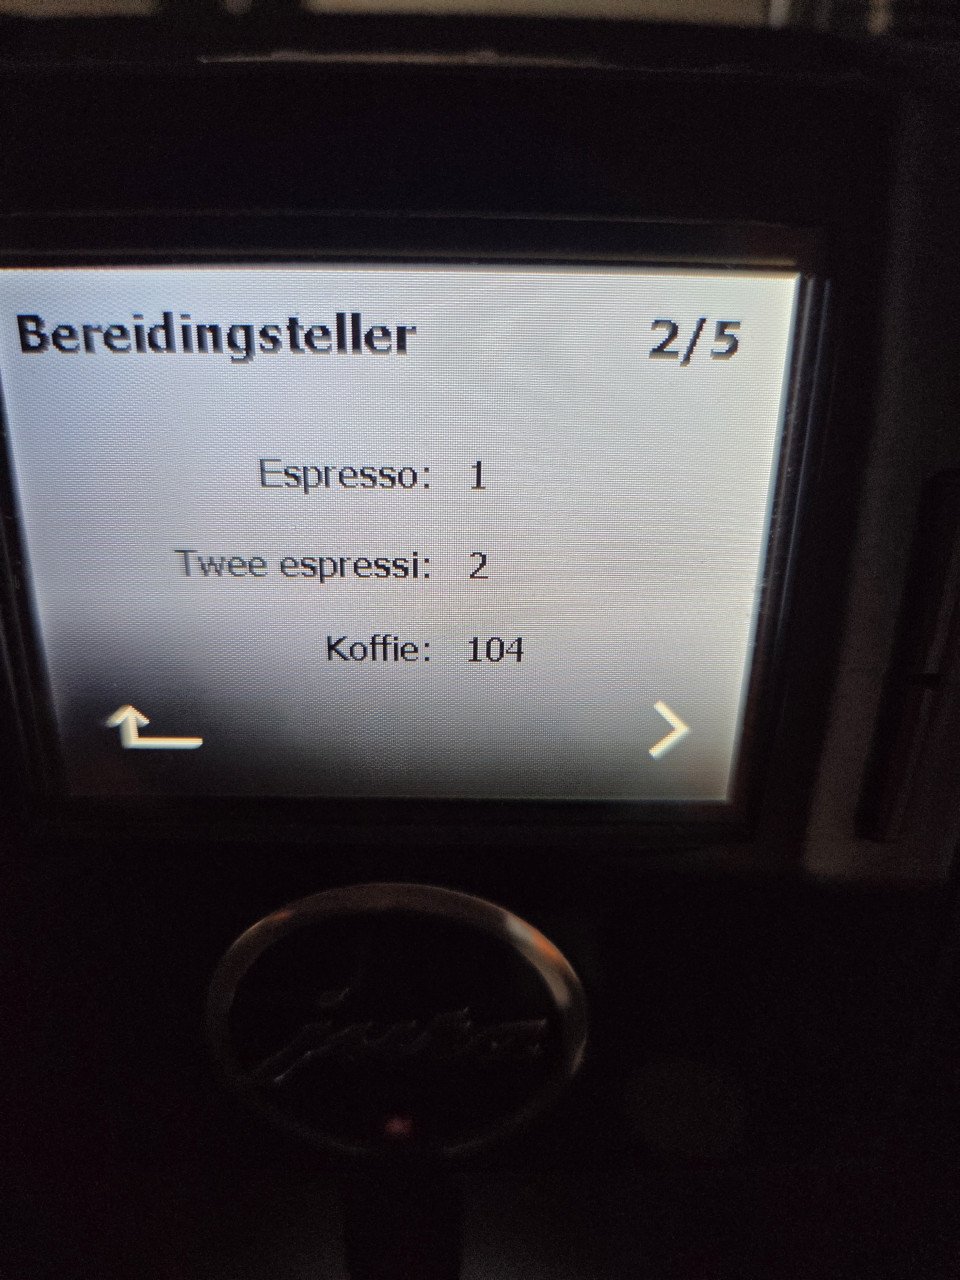 Bereidingsteller 2/5
Espresso: 1
Twee espressi: 2
Koffie: 104